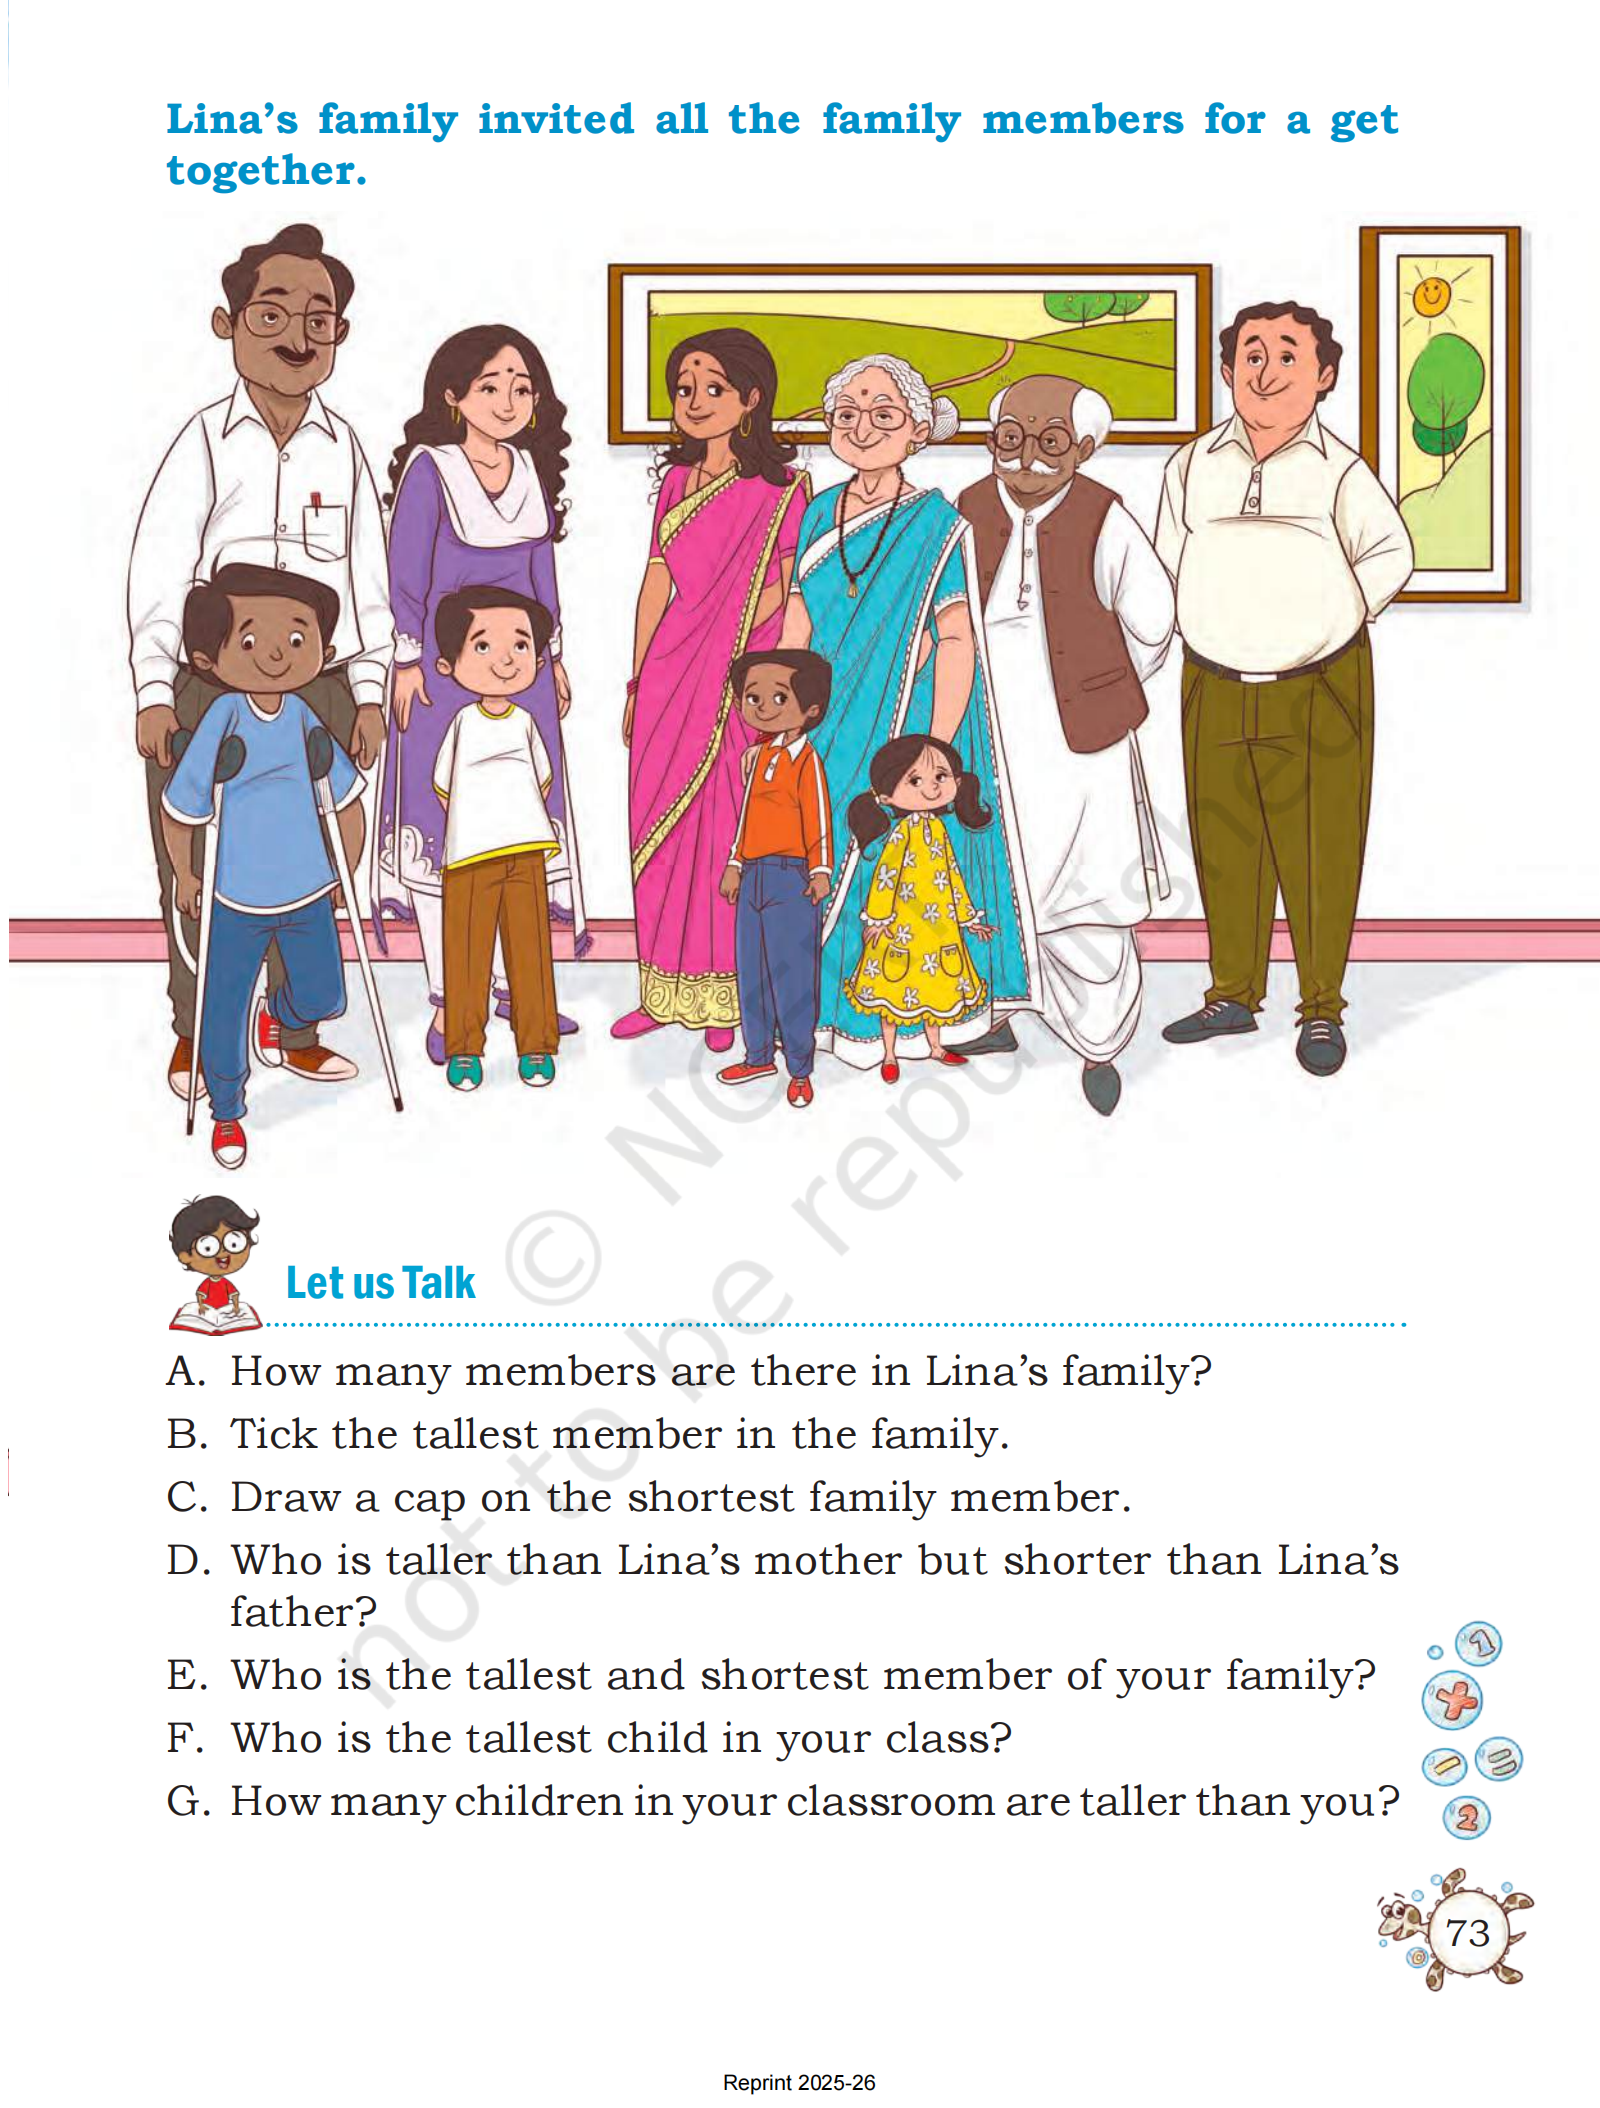 Lina’s family invited all the family members for a get
together.
Let us Talk
A. How many members are there in Lina’s family?
B. Tick the tallest member in the family.
C. Draw a cap on the shortest family member.
D. Who is taller than Lina’s mother but shorter than Lina’s
father?
E. Who is the tallest and shortest member of your family?
F. Who is the tallest child in your class?
G. How many children in your classroom are taller than you?
1
+
–
=
2
73
© NCERT
not to be republished
Reprint 2025-26